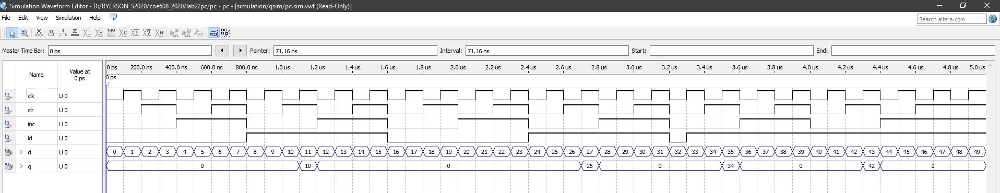 Simulation Waveform Editor - D:/RYERSON_S2020/coe608_2020/lab2/pc/pc - pc - [simulation/qsim/pc.sim.vwf (Read-Only)]
File Edit View Simulation Help
Search altera.com
Master Time Bar: 0 ps Pointer: 71.16 ns Interval: 71.16 ns Start: End:
Name Value at 0 ps
0 ps 200.0 ns 400.0 ns 600.0 ns 800.0 ns 1.0 us 1.2 us 1.4 us 1.6 us 1.8 us 2.0 us 2.2 us 2.4 us 2.6 us 2.8 us 3.0 us 3.2 us 3.4 us 3.6 us 3.8 us 4.0 us 4.2 us 4.4 us 4.6 us 4.8 us 5.0 us
0 ps
clk U 0
clr U 0
inc U 0
ld U 0
d U 0 0 1 2 3 4 5 6 7 8 9 10 11 12 13 14 15 16 17 18 19 20 21 22 23 24 25 26 27 28 29 30 31 32 33 34 35 36 37 38 39 40 41 42 43 44 45 46 47 48 49
q U 0 0 10 0 26 0 34 0 42 0